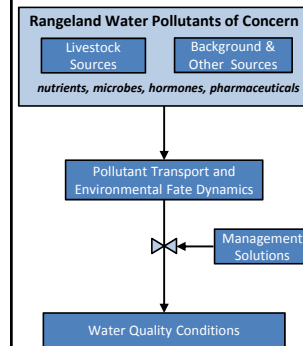 Rangeland Water Pollutants of Concern
Livestock
Sources
Background &
Other Sources
nutrients, microbes, hormones, pharmaceuticals
Pollutant Transport and
Environmental Fate Dynamics
Management
Solutions
Water Quality Conditions